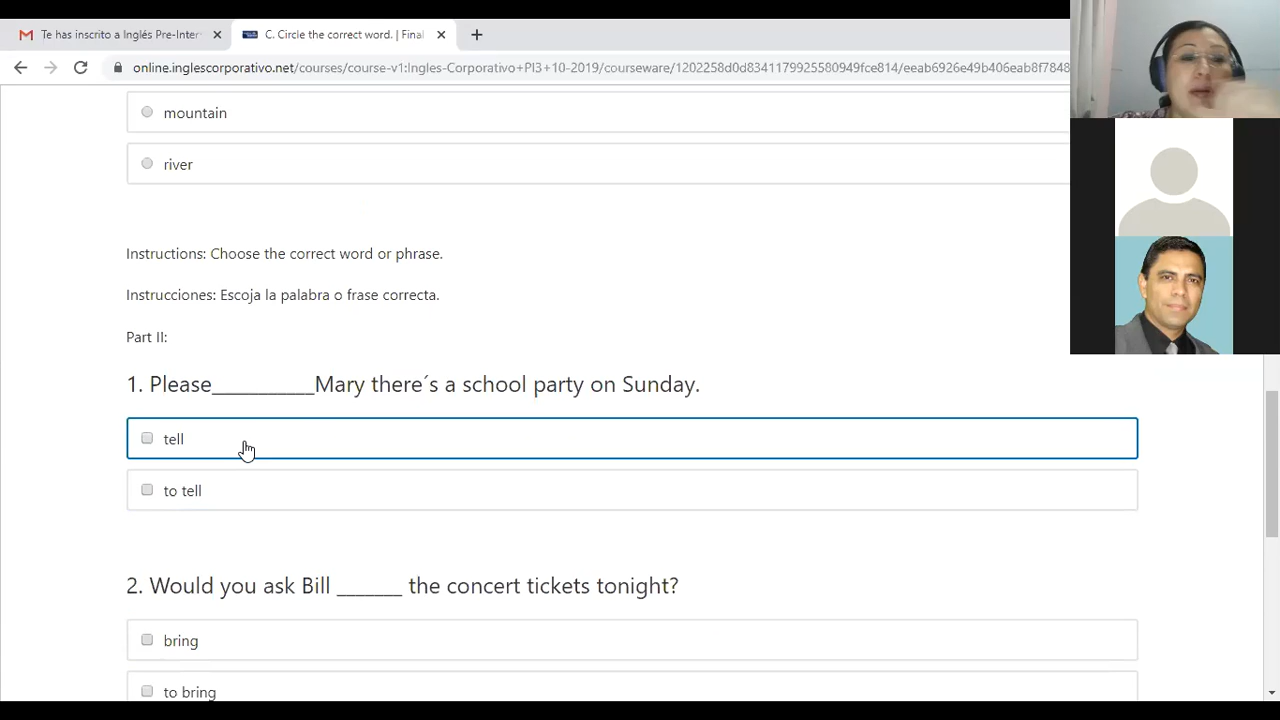 Te has inscrito a Inglés Pre-Inter
C. Circle the correct word. | Final
online.inglescorporativo.net/courses/course-v1:Ingles-Corporativo+PI3+10-2019/courseware/1202258d0d8341179925580949fce814/eeab6926e49b406eab8f7848
mountain
river
Instructions: Choose the correct word or phrase.
Instrucciones: Escoja la palabra o frase correcta.
Part II:
1. Please___________Mary there´s a school party on Sunday.
tell
to tell
2. Would you ask Bill _______ the concert tickets tonight?
bring
to bring